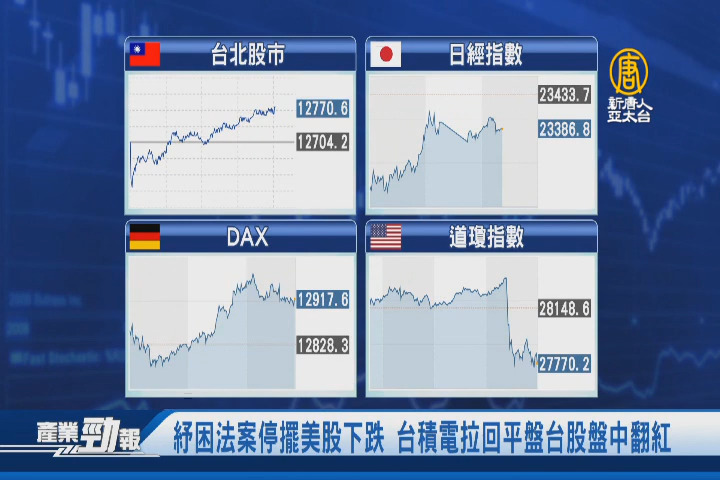 台北股市
12770.6
12704.2
日經指數
23433.7
23386.8
唐
新唐人
亞太台
DAX
12917.6
12828.3
道瓊指數
28148.6
27770.2
產業勁報
紓困法案停擺美股下跌 台積電拉回平盤台股盤中翻紅